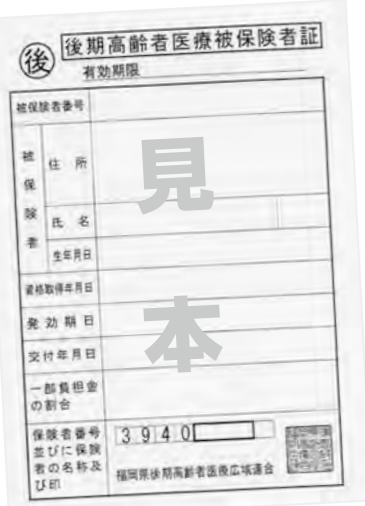 後
後期高齢者医療被保険者証
有効期限
被保険者番号
被保険者
住所
氏名
生年月日
資格取得年月日
発効期日
交付年月日
一部負担金
の割合
保険者番号
並びに保険
者の名称及
び印
3940
福岡県後期高齢者医療広域連合
見本